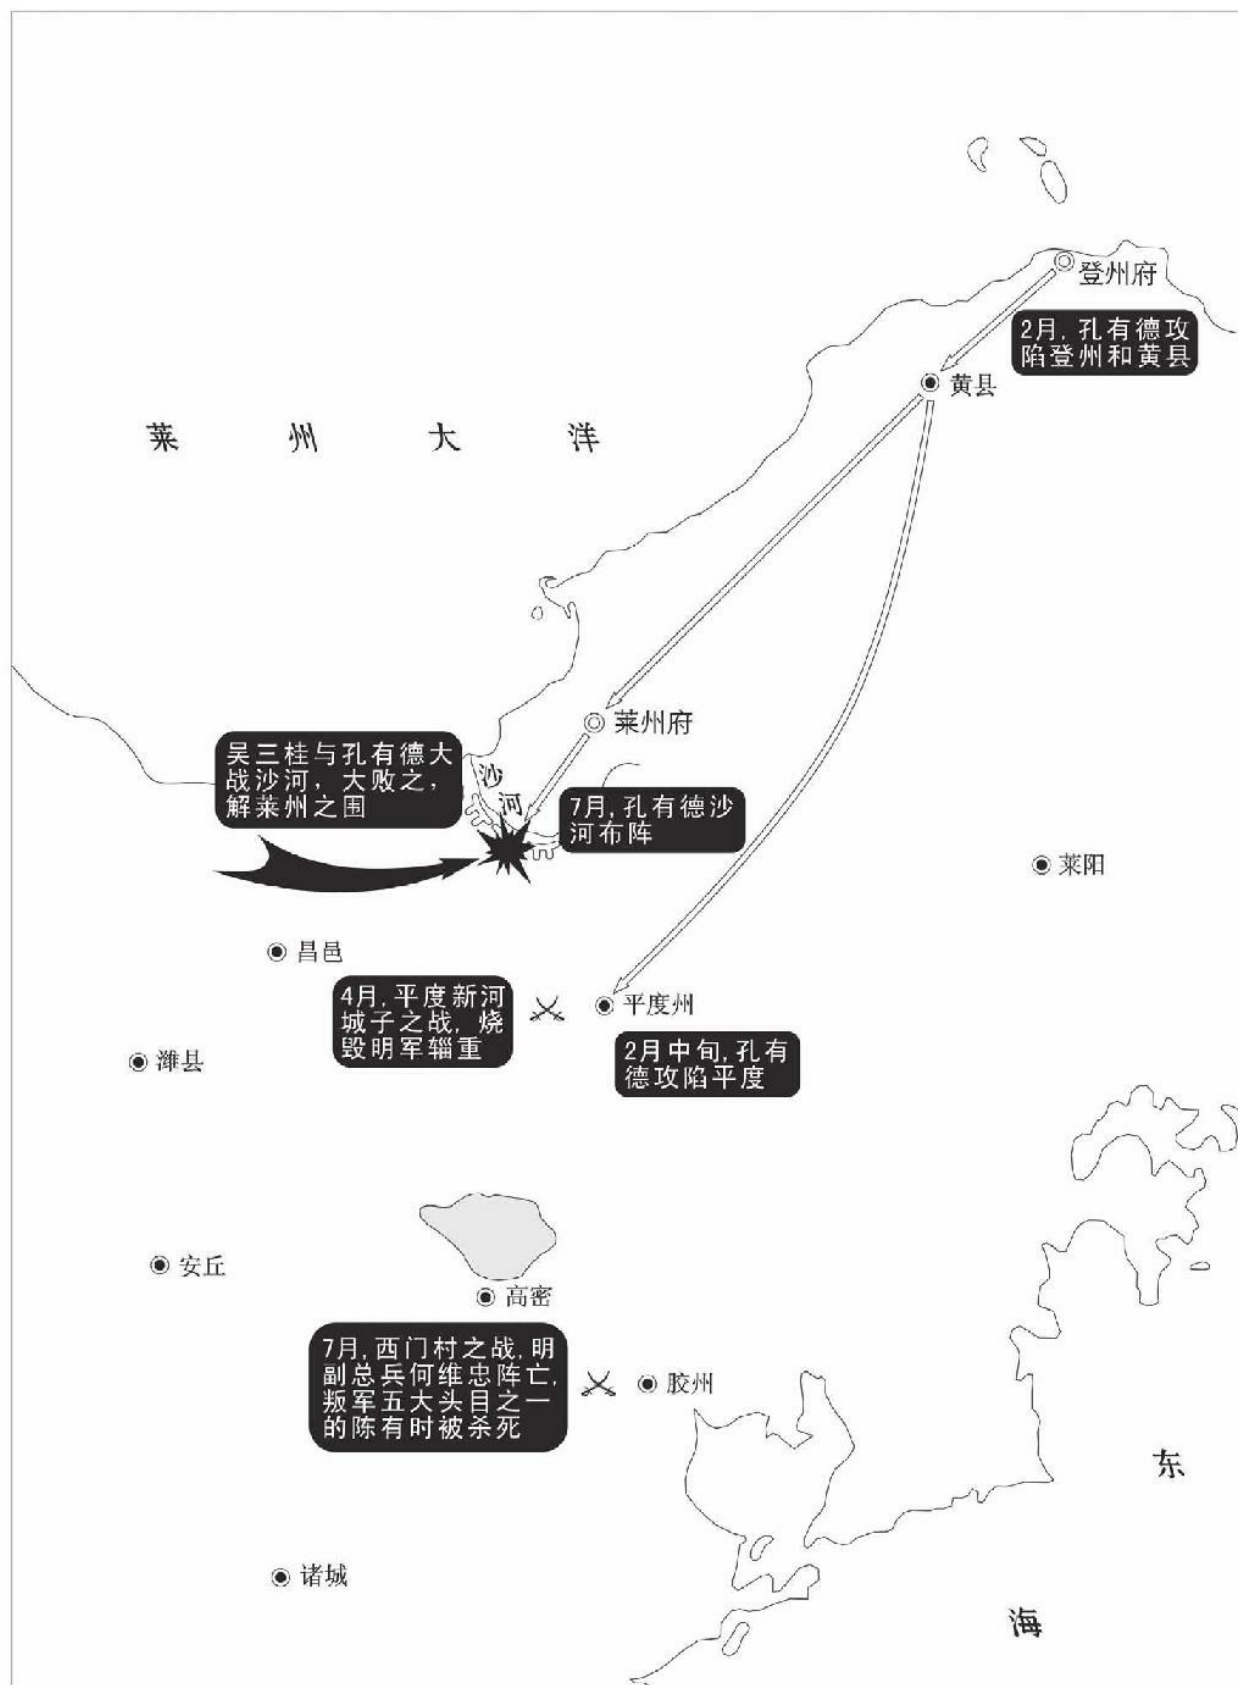 登州府
2月,孔有德攻
陷登州和黄县
黄县
莱州大洋
莱州府
吴三桂与孔有德大
战沙河，大败之，
解莱州之围
沙河
7月,孔有德沙
河布阵
莱阳
昌邑
4月,平度新河
城子之战,烧
毁明军辎重
平度州
2月中旬,孔有
德攻陷平度
潍县
安丘
高密
7月,西门村之战,明
副总兵何维忠阵亡,
叛军五大头目之一
的陈有时被杀死
胶州
东
海
诸城